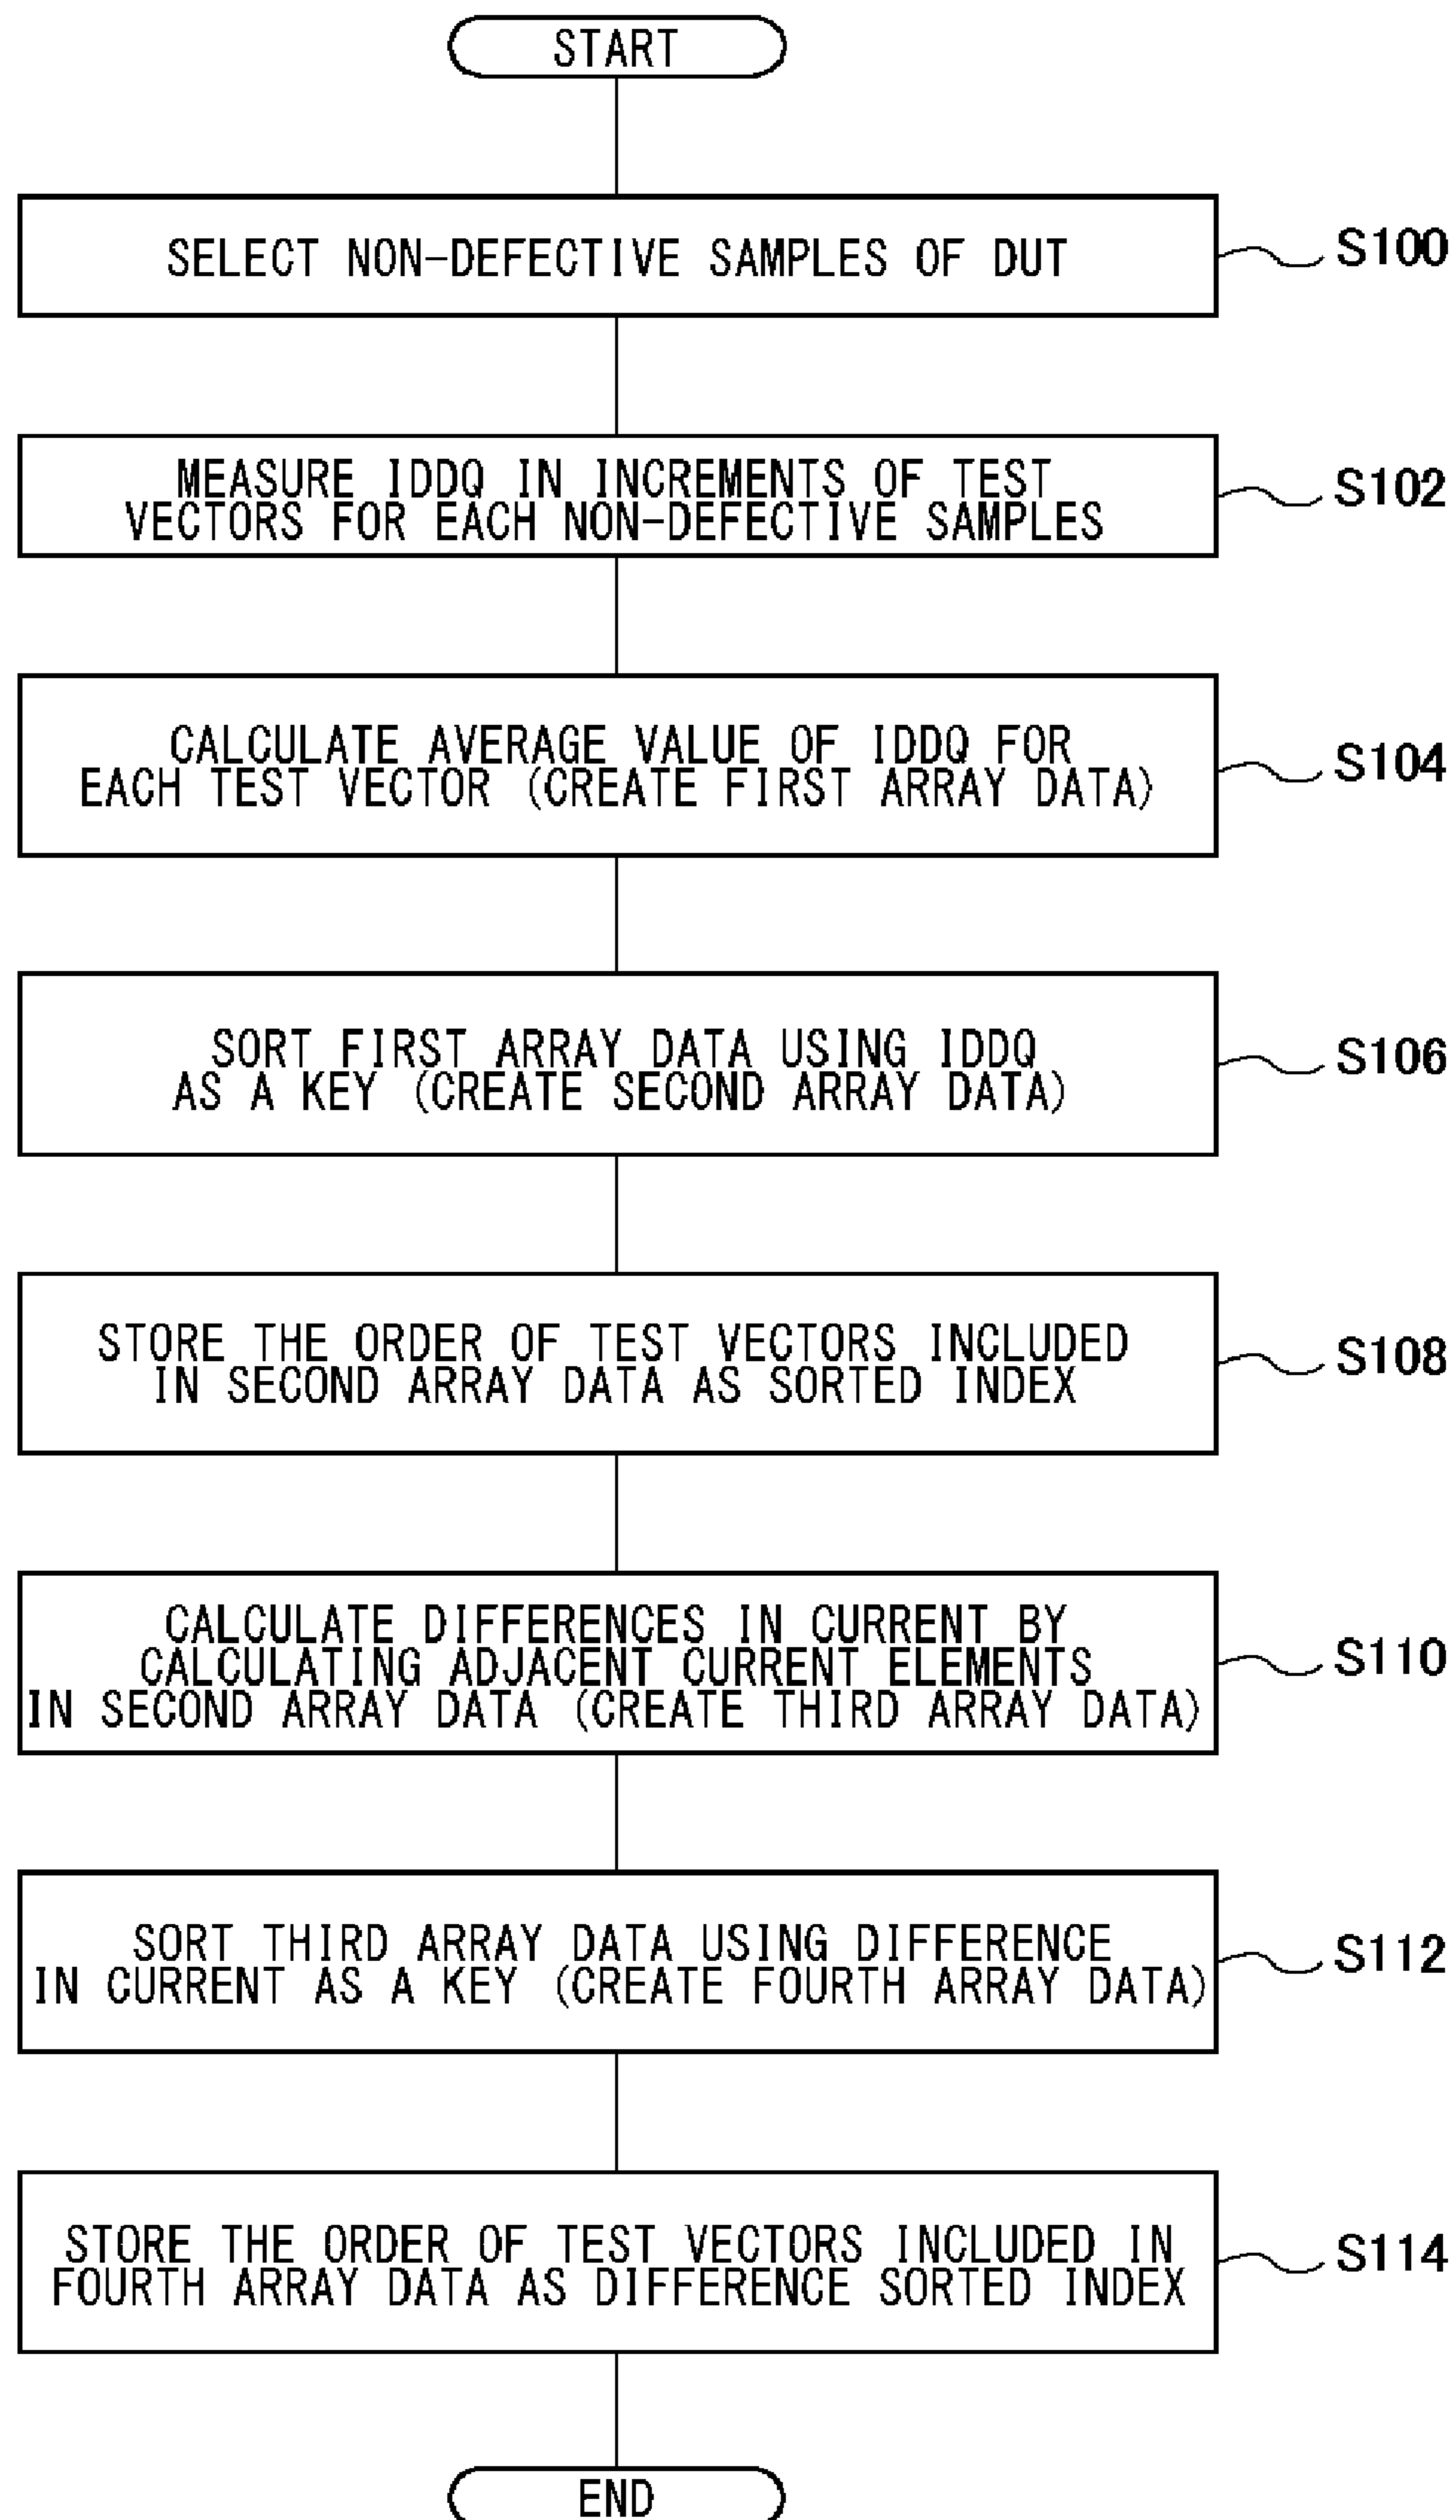 START
SELECT NON-DEFECTIVE SAMPLES OF DUT
S100
MEASURE IDDQ IN INCREMENTS OF TEST
VECTORS FOR EACH NON-DEFECTIVE SAMPLES
S102
CALCULATE AVERAGE VALUE OF IDDQ FOR
EACH TEST VECTOR (CREATE FIRST ARRAY DATA)
S104
SORT FIRST ARRAY DATA USING IDDQ
AS A KEY (CREATE SECOND ARRAY DATA)
S106
STORE THE ORDER OF TEST VECTORS INCLUDED
IN SECOND ARRAY DATA AS SORTED INDEX
S108
CALCULATE DIFFERENCES IN CURRENT BY
CALCULATING ADJACENT CURRENT ELEMENTS
IN SECOND ARRAY DATA (CREATE THIRD ARRAY DATA)
S110
SORT THIRD ARRAY DATA USING DIFFERENCE
IN CURRENT AS A KEY (CREATE FOURTH ARRAY DATA)
S112
STORE THE ORDER OF TEST VECTORS INCLUDED IN
FOURTH ARRAY DATA AS DIFFERENCE SORTED INDEX
S114
END